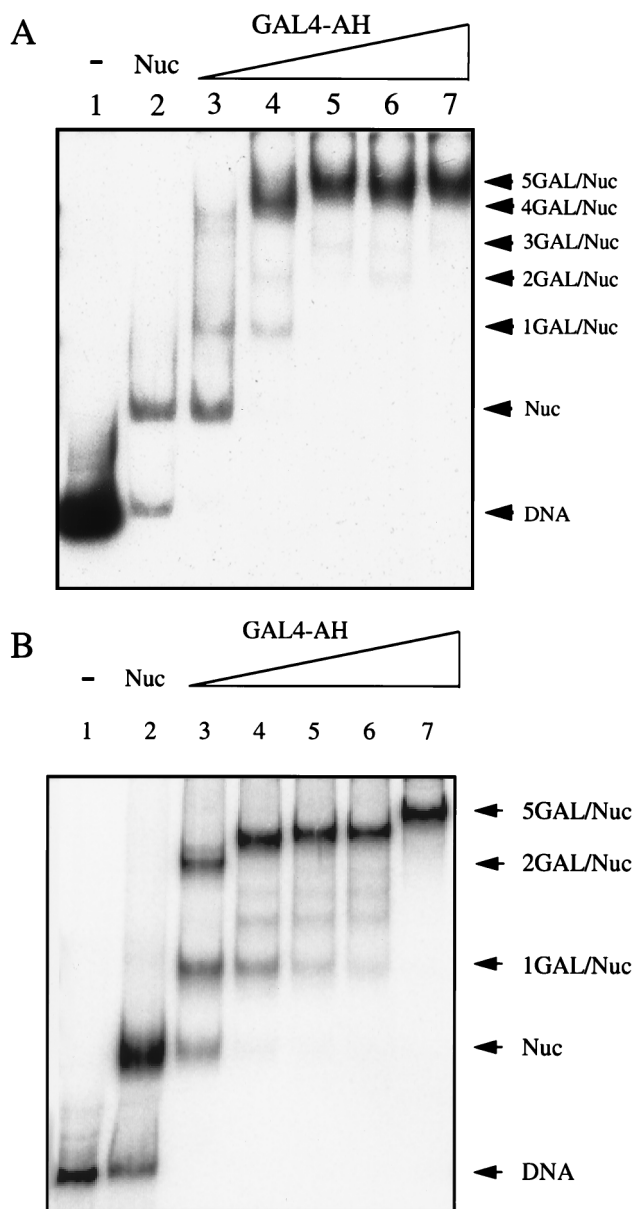 A
GAL4-AH
- Nuc
1 2 3 4 5 6 7
5GAL/Nuc
4GAL/Nuc
3GAL/Nuc
2GAL/Nuc
1GAL/Nuc
Nuc
DNA
B
GAL4-AH
- Nuc
1 2 3 4 5 6 7
5GAL/Nuc
2GAL/Nuc
1GAL/Nuc
Nuc
DNA